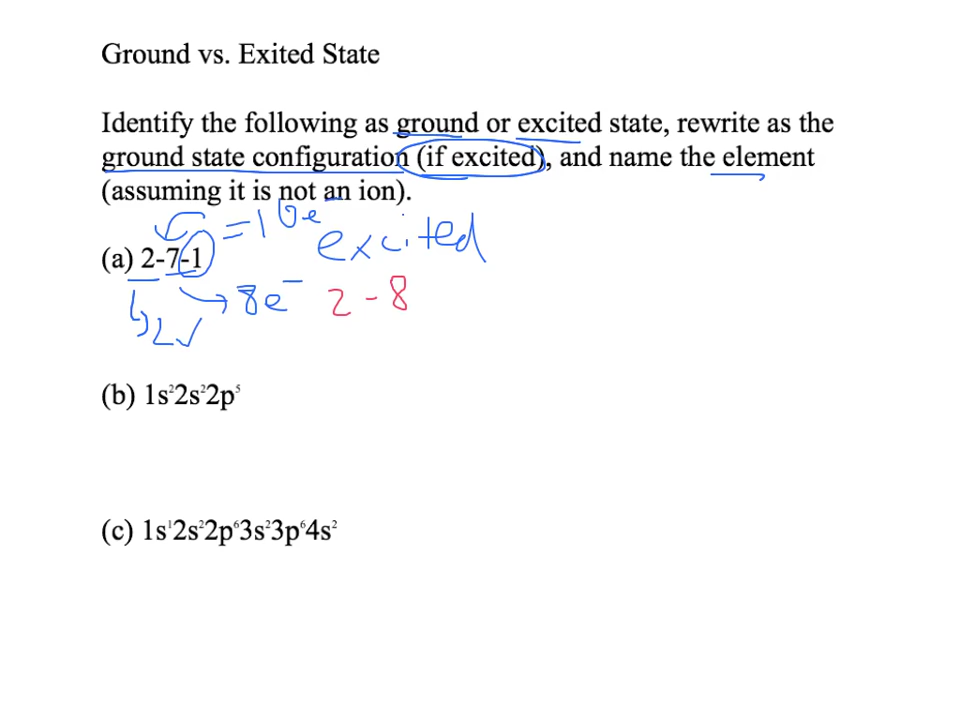 Ground vs. Exited State
Identify the following as ground or excited state, rewrite as the
ground state configuration (if excited), and name the element
(assuming it is not an ion).
= 10e⁻
(a) 2-7-1 excited
8e⁻ 2 - 8
2 ✓
(b) 1s²2s²2p⁵
(c) 1s¹2s²2p⁶3s²3p⁶4s²